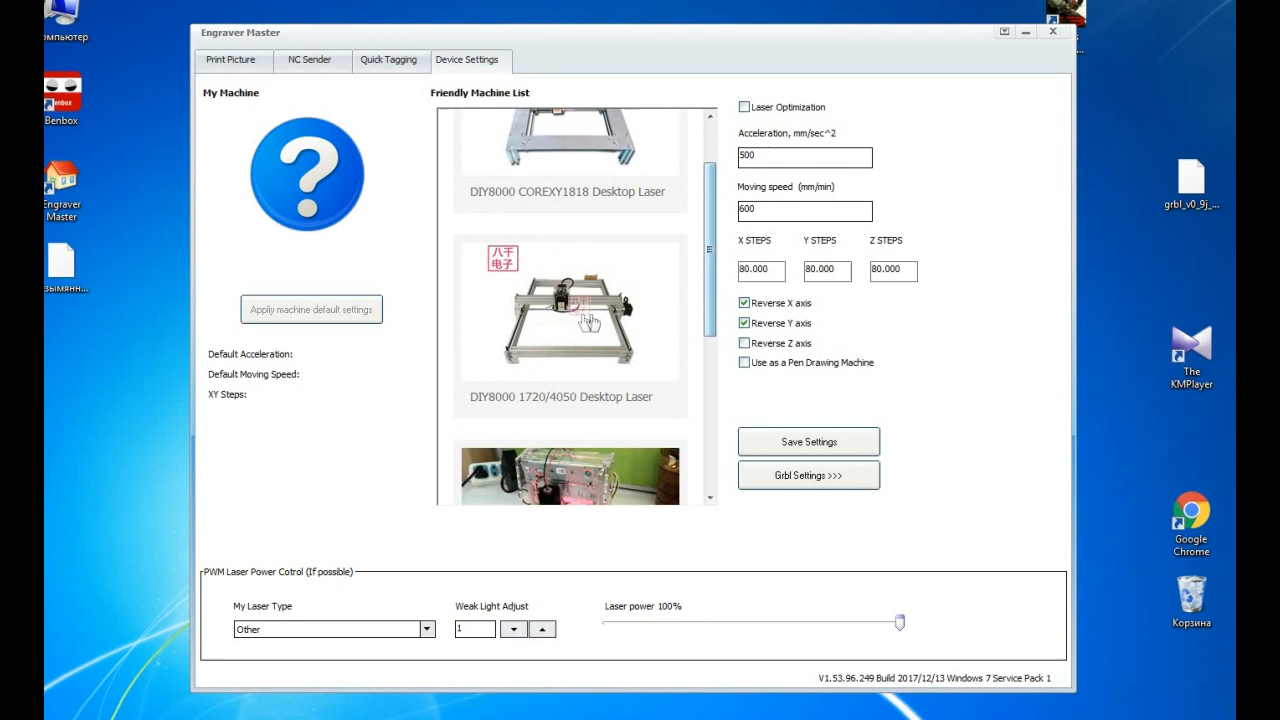 Engraver Master
Print Picture
NC Sender
Quick Tagging
Device Settings
My Machine
Appliy machine default settings
Default Acceleration:
Default Moving Speed:
XY Steps:
Friendly Machine List
DIY8000 COREXY1818 Desktop Laser
八千
电子
DIY8000 1720/4050 Desktop Laser
Laser Optimization
Acceleration, mm/sec^2
500
Moving speed (mm/min)
600
X STEPS
Y STEPS
Z STEPS
80.000
80.000
80.000
Reverse X axis
Reverse Y axis
Reverse Z axis
Use as a Pen Drawing Machine
Save Settings
Grbl Settings >>>
PWM Laser Power Cotrol (If possible)
My Laser Type
Other
Weak Light Adjust
1
Laser power 100%
V1.53.96.249 Build 2017/12/13 Windows 7 Service Pack 1
омпьютер
Benbox
Engraver
Master
зымянн...
grbl_v0_9j_...
The
KMPlayer
Google
Chrome
Корзина